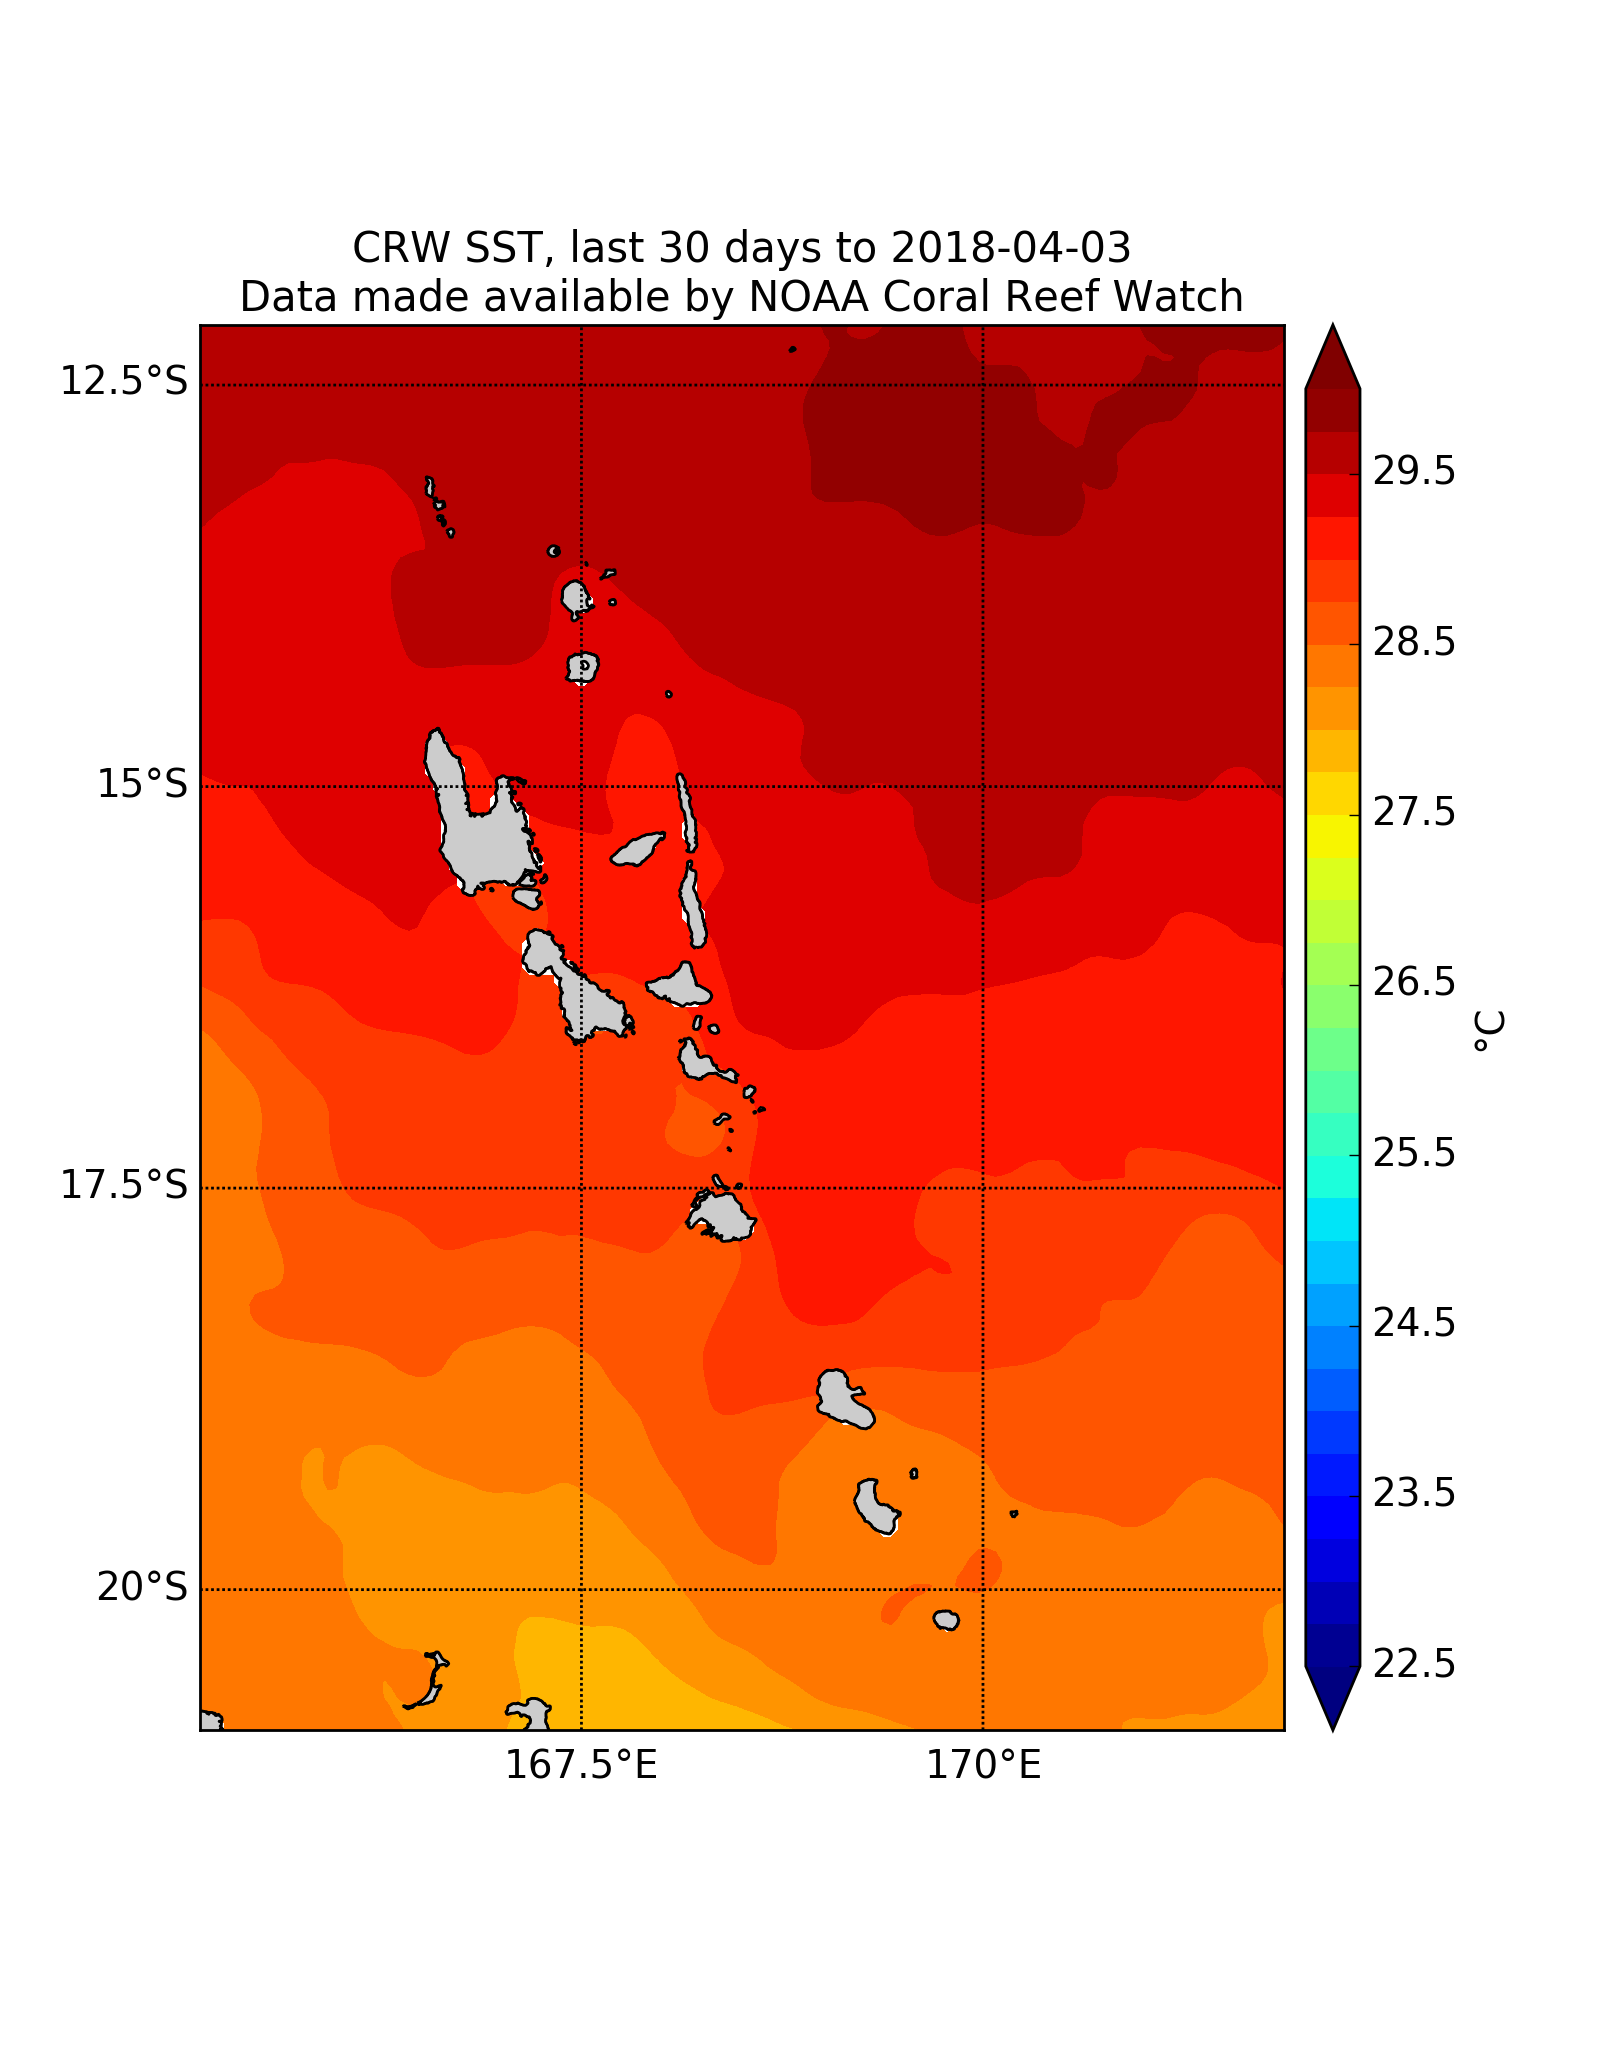 CRW SST, last 30 days to 2018-04-03
Data made available by NOAA Coral Reef Watch
12.5°S
15°S
17.5°S
20°S
167.5°E
170°E
29.5
28.5
27.5
26.5
25.5
24.5
23.5
22.5
°C